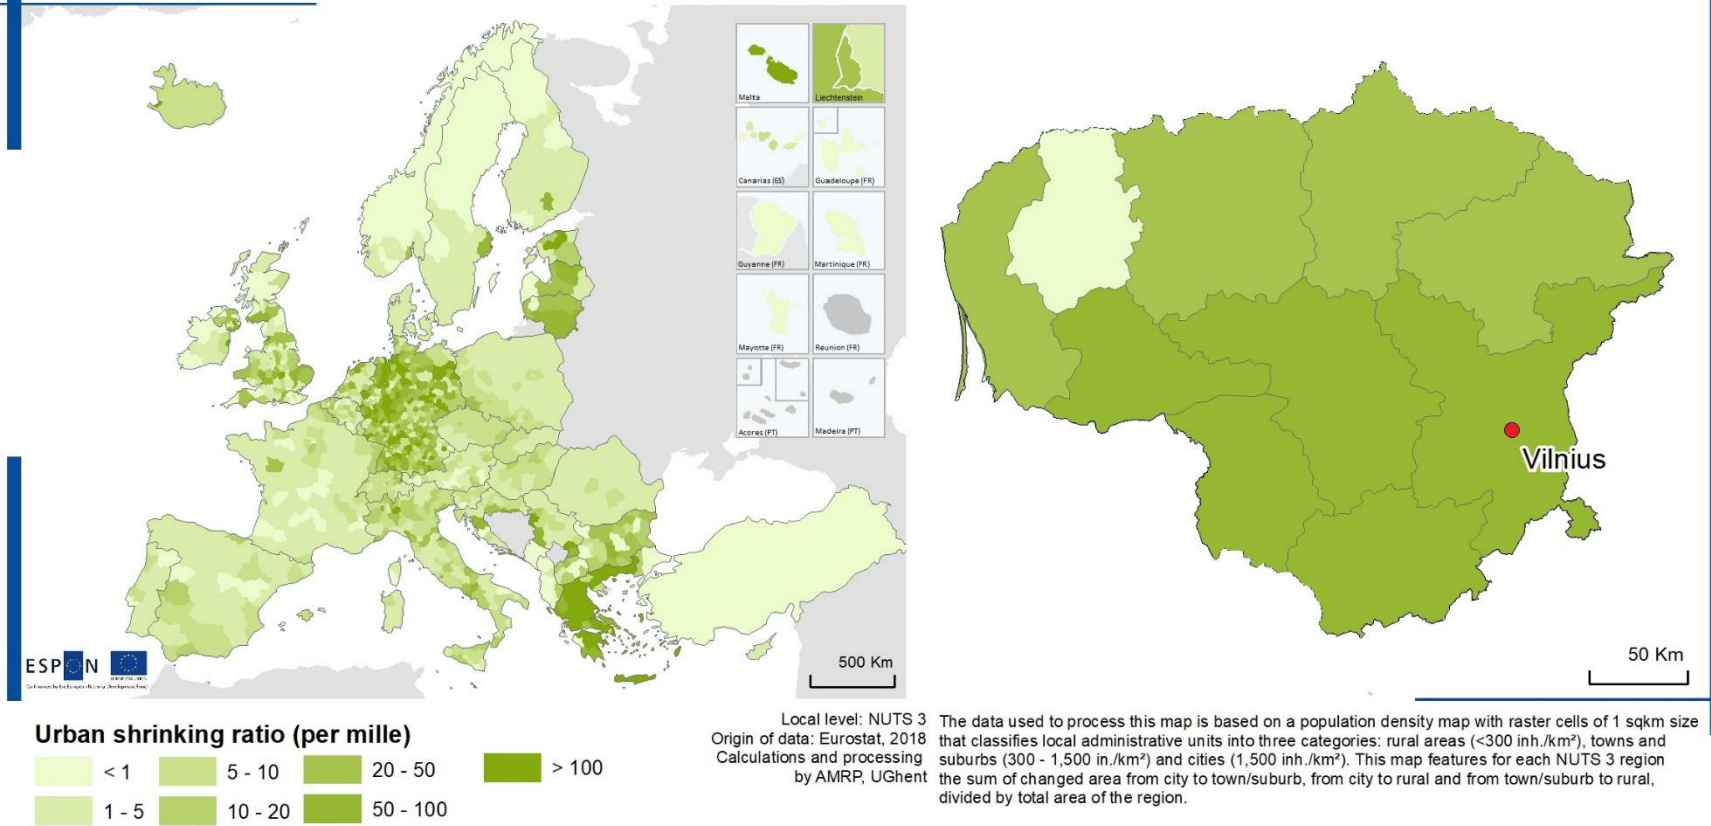 Malta
Liechtenstein
Canarias (ES)
Guadeloupe (FR)
Guyanne (FR)
Martinique (FR)
Mayotte (FR)
Reunion (FR)
Acores (PT)
Madeira (PT)
Vilnius
ESPON
500 Km
50 Km
Urban shrinking ratio (per mille)
< 1
5 - 10
20 - 50
> 100
1 - 5
10 - 20
50 - 100
Local level: NUTS 3
Origin of data: Eurostat, 2018
Calculations and processing
by AMRP, UGhent
The data used to process this map is based on a population density map with raster cells of 1 sqkm size
that classifies local administrative units into three categories: rural areas (<300 inh./km²), towns and
suburbs (300 - 1,500 in./km²) and cities (1,500 inh./km²). This map features for each NUTS 3 region
the sum of changed area from city to town/suburb, from city to rural and from town/suburb to rural,
divided by total area of the region.